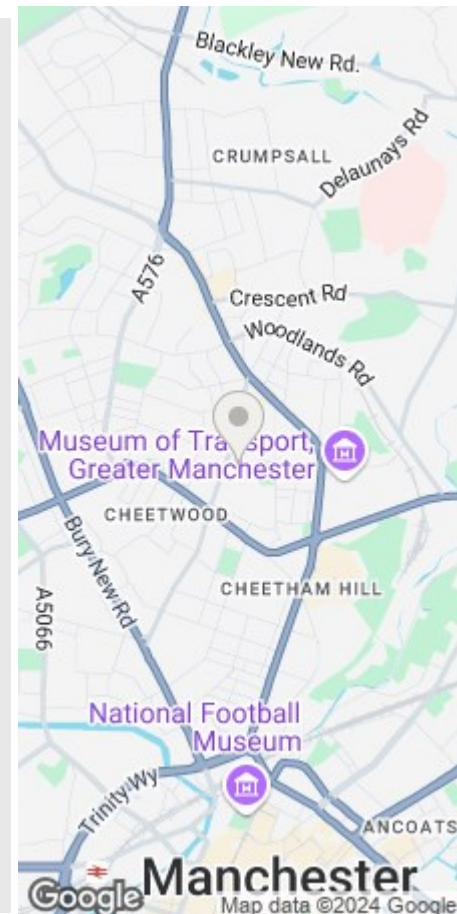 Blackley New Rd.
CRUMPSALL
Delaunays Rd
A576
Crescent Rd
Woodlands Rd
Museum of Transport,
Greater Manchester
CHEETWOOD
Bury New Rd
A5066
CHEETHAM HILL
National Football
Museum
Trinity Wy
ANCOATS
Manchester
Google
Map data ©2024 Google